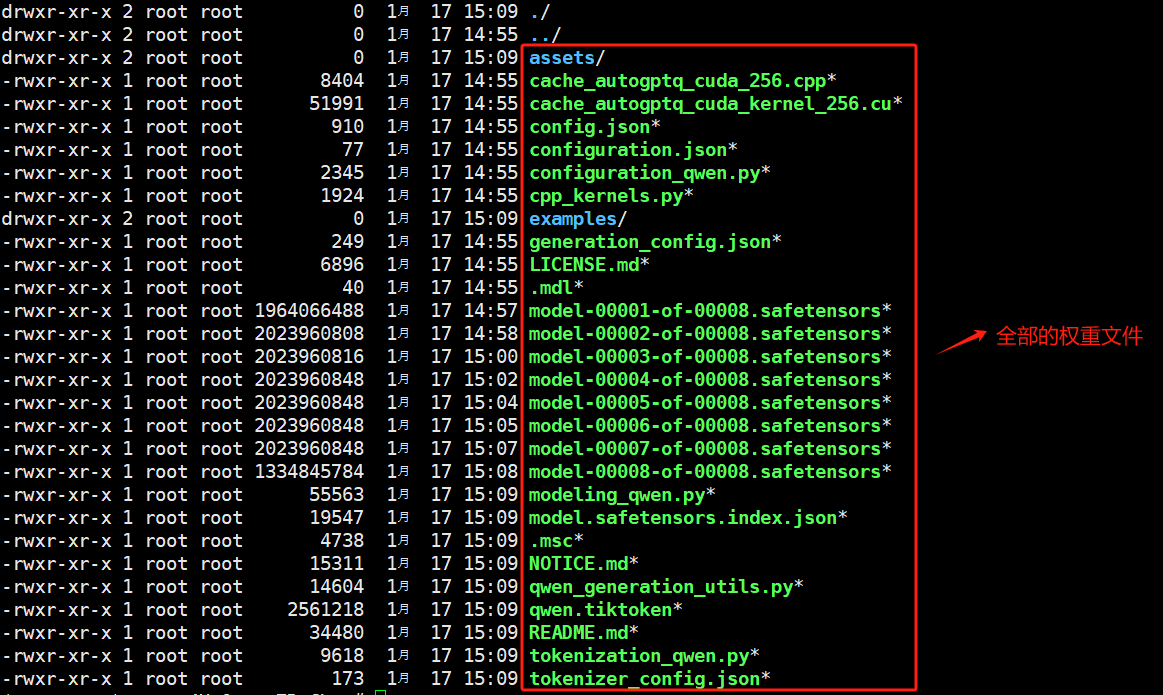 drwxr-xr-x 2 root root          0  1月  17 15:09 ./
drwxr-xr-x 2 root root          0  1月  17 14:55 ../
drwxr-xr-x 2 root root          0  1月  17 15:09 assets/
-rwxr-xr-x 1 root root       8404  1月  17 14:55 cache_autogptq_cuda_256.cpp*
-rwxr-xr-x 1 root root      51991  1月  17 14:55 cache_autogptq_cuda_kernel_256.cu*
-rwxr-xr-x 1 root root        910  1月  17 14:55 config.json*
-rwxr-xr-x 1 root root         77  1月  17 14:55 configuration.json*
-rwxr-xr-x 1 root root       2345  1月  17 14:55 configuration_qwen.py*
-rwxr-xr-x 1 root root       1924  1月  17 14:55 cpp_kernels.py*
drwxr-xr-x 2 root root          0  1月  17 15:09 examples/
-rwxr-xr-x 1 root root        249  1月  17 14:55 generation_config.json*
-rwxr-xr-x 1 root root       6896  1月  17 14:55 LICENSE.md*
-rwxr-xr-x 1 root root         40  1月  17 14:55 .mdl*
-rwxr-xr-x 1 root root 1964066488  1月  17 14:57 model-00001-of-00008.safetensors*
-rwxr-xr-x 1 root root 2023960808  1月  17 14:58 model-00002-of-00008.safetensors*
全部的权重文件
-rwxr-xr-x 1 root root 2023960816  1月  17 15:00 model-00003-of-00008.safetensors*
-rwxr-xr-x 1 root root 2023960848  1月  17 15:02 model-00004-of-00008.safetensors*
-rwxr-xr-x 1 root root 2023960848  1月  17 15:04 model-00005-of-00008.safetensors*
-rwxr-xr-x 1 root root 2023960848  1月  17 15:05 model-00006-of-00008.safetensors*
-rwxr-xr-x 1 root root 2023960848  1月  17 15:07 model-00007-of-00008.safetensors*
-rwxr-xr-x 1 root root 1334845784  1月  17 15:08 model-00008-of-00008.safetensors*
-rwxr-xr-x 1 root root      55563  1月  17 15:09 modeling_qwen.py*
-rwxr-xr-x 1 root root      19547  1月  17 15:09 model.safetensors.index.json*
-rwxr-xr-x 1 root root       4738  1月  17 15:09 .msc*
-rwxr-xr-x 1 root root      15311  1月  17 15:09 NOTICE.md*
-rwxr-xr-x 1 root root      14604  1月  17 15:09 qwen_generation_utils.py*
-rwxr-xr-x 1 root root    2561218  1月  17 15:09 qwen.tiktoken*
-rwxr-xr-x 1 root root      34480  1月  17 15:09 README.md*
-rwxr-xr-x 1 root root       9618  1月  17 15:09 tokenization_qwen.py*
-rwxr-xr-x 1 root root        173  1月  17 15:09 tokenizer_config.json*